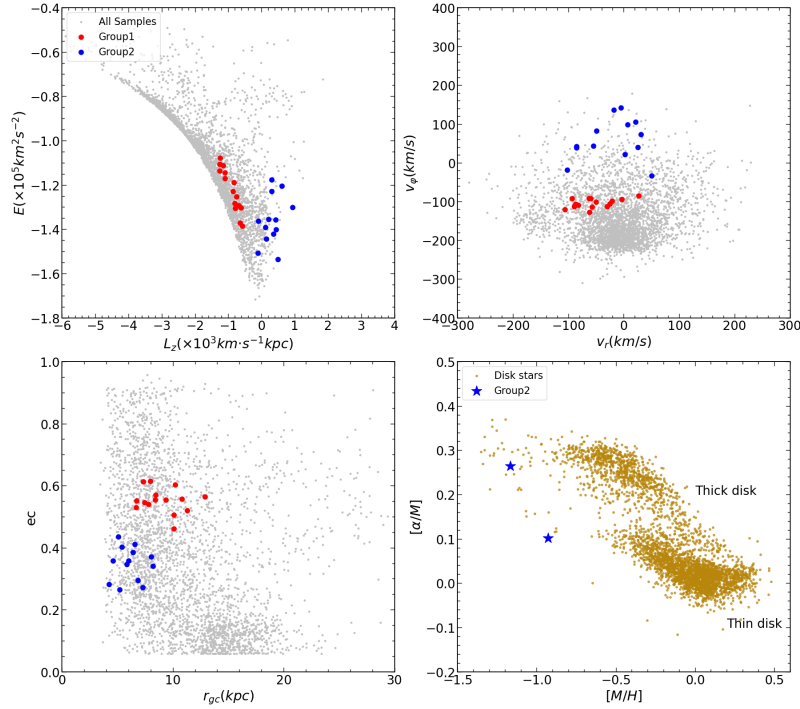 −0.4
−0.6
−0.8
−1.0
−1.2
−1.4
−1.6
−1.8
E(×10⁵km²s⁻²)
All Samples
Group1
Group2
−6 −5 −4 −3 −2 −1 0 1 2 3 4
L_z(×10³km·s⁻¹kpc)
400
300
200
100
0
−100
−200
−300
−400
v_φ(km/s)
−300 −200 −100 0 100 200 300
v_r(km/s)
1.0
0.8
0.6
0.4
0.2
0.0
ec
0 10 20 30
r_gc(kpc)
0.5
0.4
0.3
0.2
0.1
0.0
−0.1
−0.2
[α/M]
Disk stars
Group2
Thick disk
Thin disk
−1.5 −1.0 −0.5 0.0 0.5
[M/H]